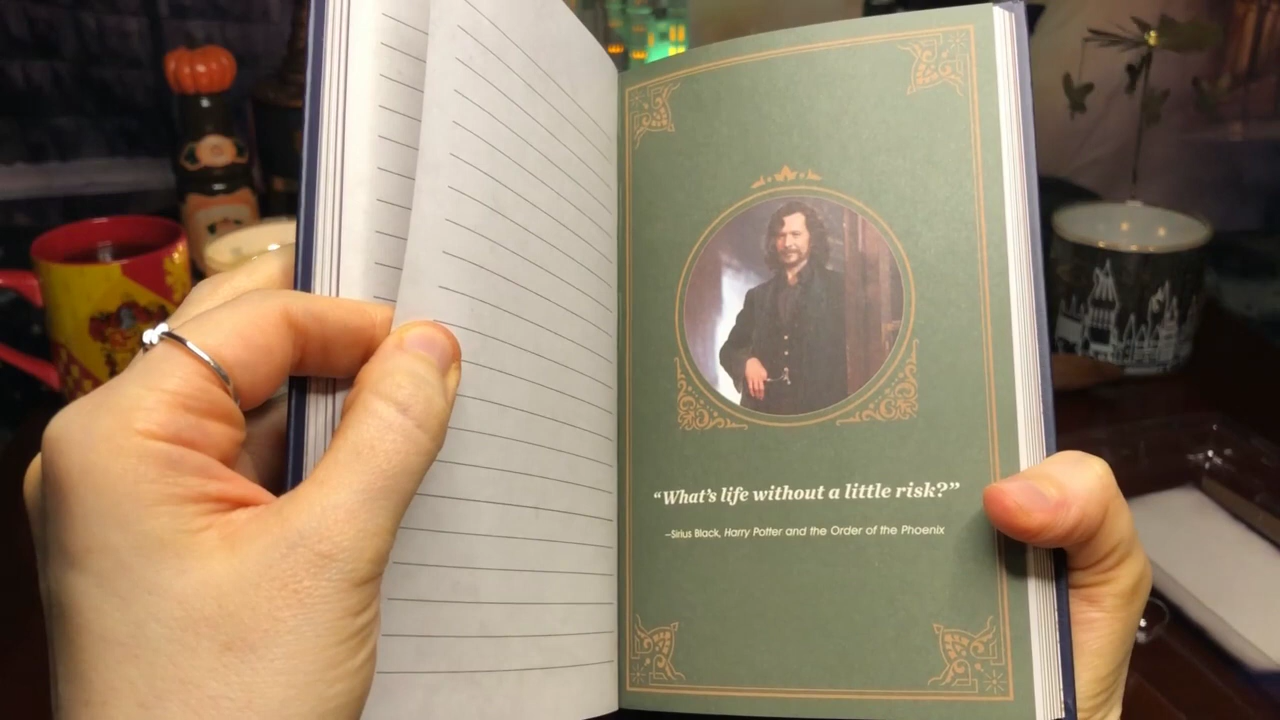 “What’s life without a little risk?”
—Sirius Black, Harry Potter and the Order of the Phoenix